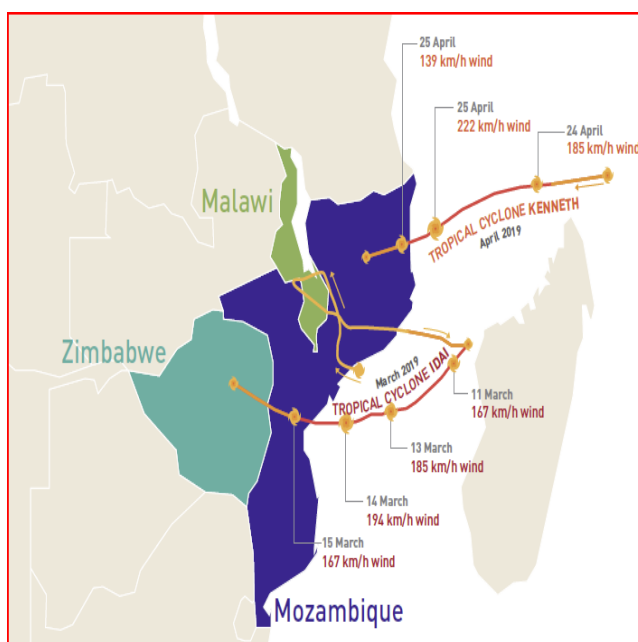 25 April
139 km/h wind
25 April
222 km/h wind
24 April
185 km/h wind
Malawi
TROPICAL CYCLONE KENNETH
April 2019
Zimbabwe
March 2019
TROPICAL CYCLONE IDAI
11 March
167 km/h wind
13 March
185 km/h wind
14 March
194 km/h wind
15 March
167 km/h wind
Mozambique